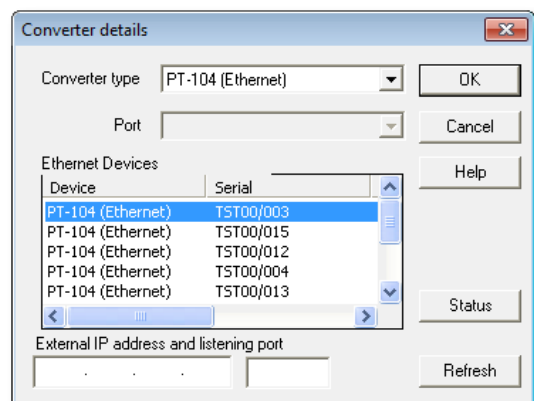 Converter details
Converter type PT-104 (Ethernet) OK
Port Cancel
Ethernet Devices Help
Device Serial
PT-104 (Ethernet) TST00/003
PT-104 (Ethernet) TST00/015
PT-104 (Ethernet) TST00/012
PT-104 (Ethernet) TST00/004
PT-104 (Ethernet) TST00/013
Status
External IP address and listening port
. . . Refresh